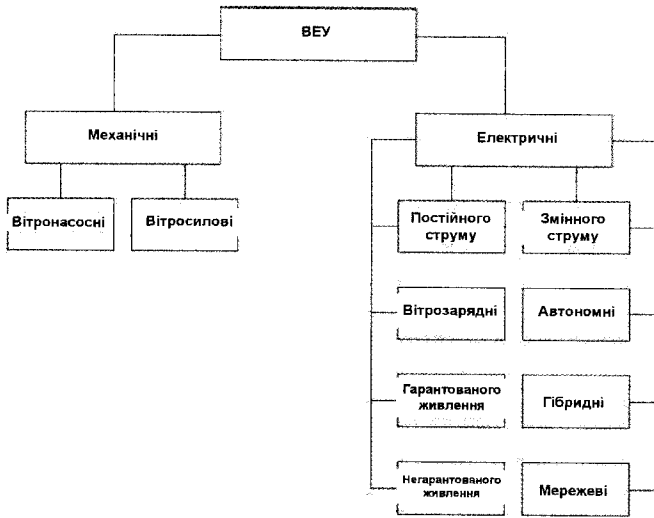 ВЕУ
Механічні
Електричні
Вітронасосні
Вітросилові
Постійного
струму
Змінного
струму
Вітрозарядні
Автономні
Гарантованого
живлення
Гібридні
Негарантованого
живлення
Мережеві